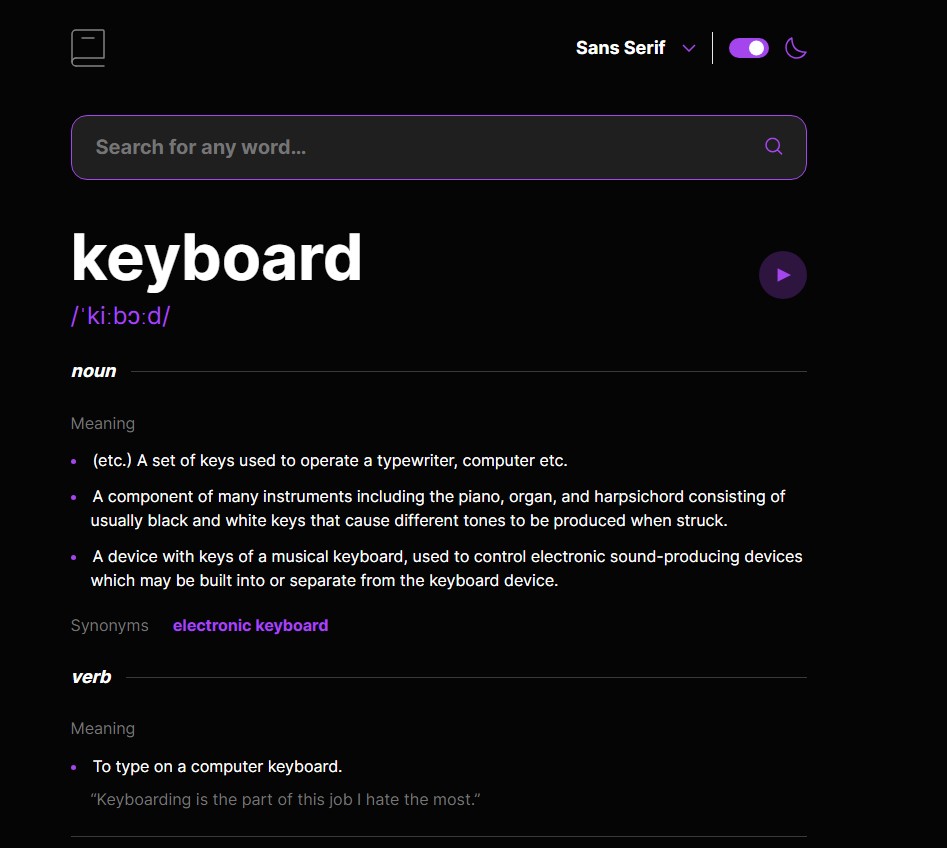 Sans Serif
Search for any word…
keyboard
/ˈkiːbɔːd/
noun
Meaning
(etc.) A set of keys used to operate a typewriter, computer etc.
A component of many instruments including the piano, organ, and harpsichord consisting of
usually black and white keys that cause different tones to be produced when struck.
A device with keys of a musical keyboard, used to control electronic sound-producing devices
which may be built into or separate from the keyboard device.
Synonyms electronic keyboard
verb
Meaning
To type on a computer keyboard.
“Keyboarding is the part of this job I hate the most.”